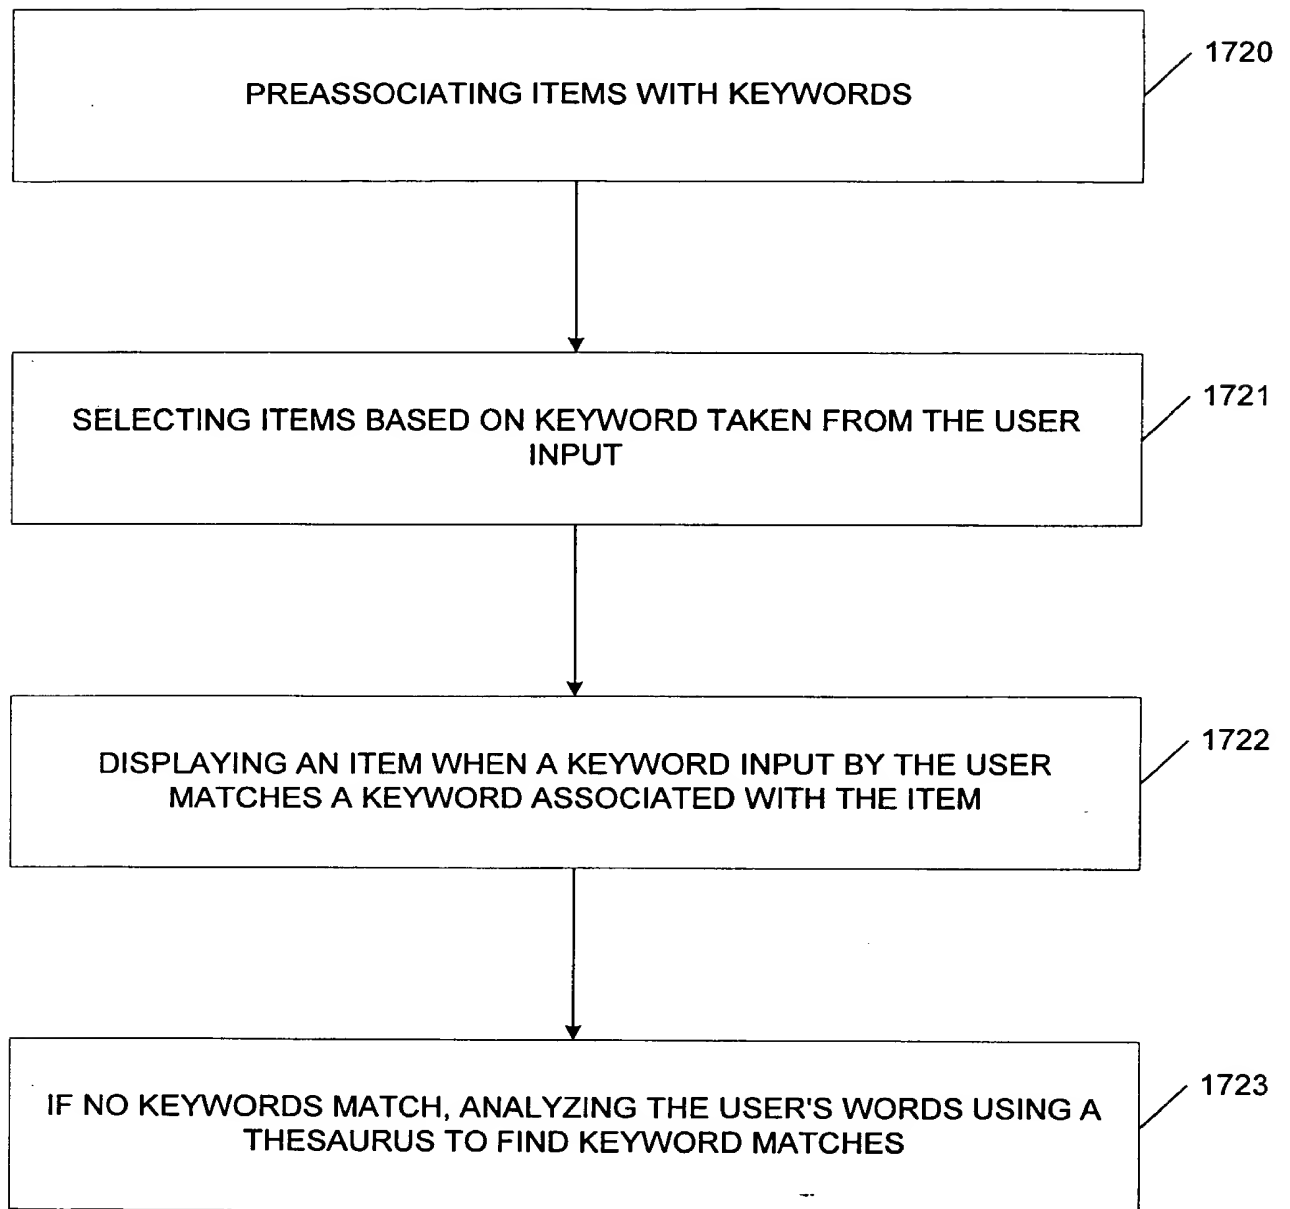 PREASSOCIATING ITEMS WITH KEYWORDS
1720
SELECTING ITEMS BASED ON KEYWORD TAKEN FROM THE USER
INPUT
1721
DISPLAYING AN ITEM WHEN A KEYWORD INPUT BY THE USER
MATCHES A KEYWORD ASSOCIATED WITH THE ITEM
1722
IF NO KEYWORDS MATCH, ANALYZING THE USER'S WORDS USING A
THESAURUS TO FIND KEYWORD MATCHES
1723